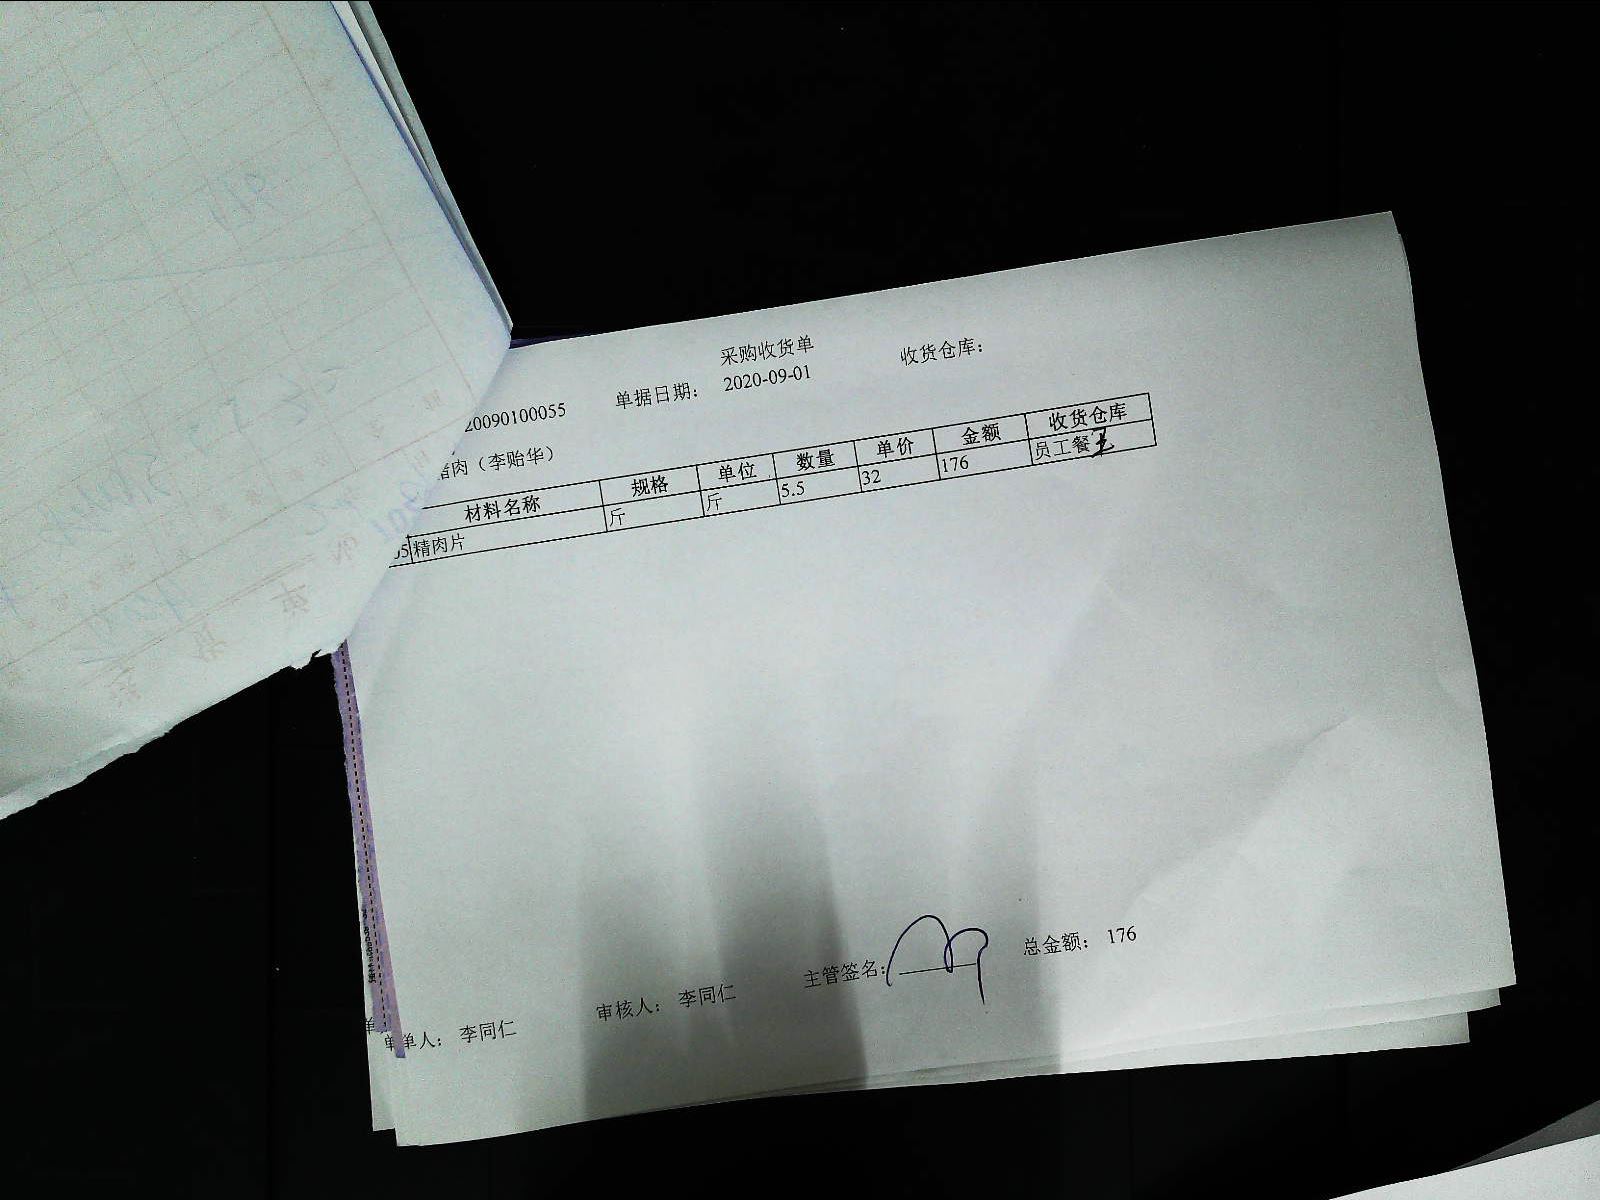 采购收货单
收货仓库：
20090100055 单据日期： 2020-09-01
猪肉（李贻华）
材料名称 规格 单位 数量 单价 金额 收货仓库
05 精肉片 斤 斤 5.5 32 176 员工餐
单单人： 李同仁 审核人： 李同仁 主管签名： 总金额： 176